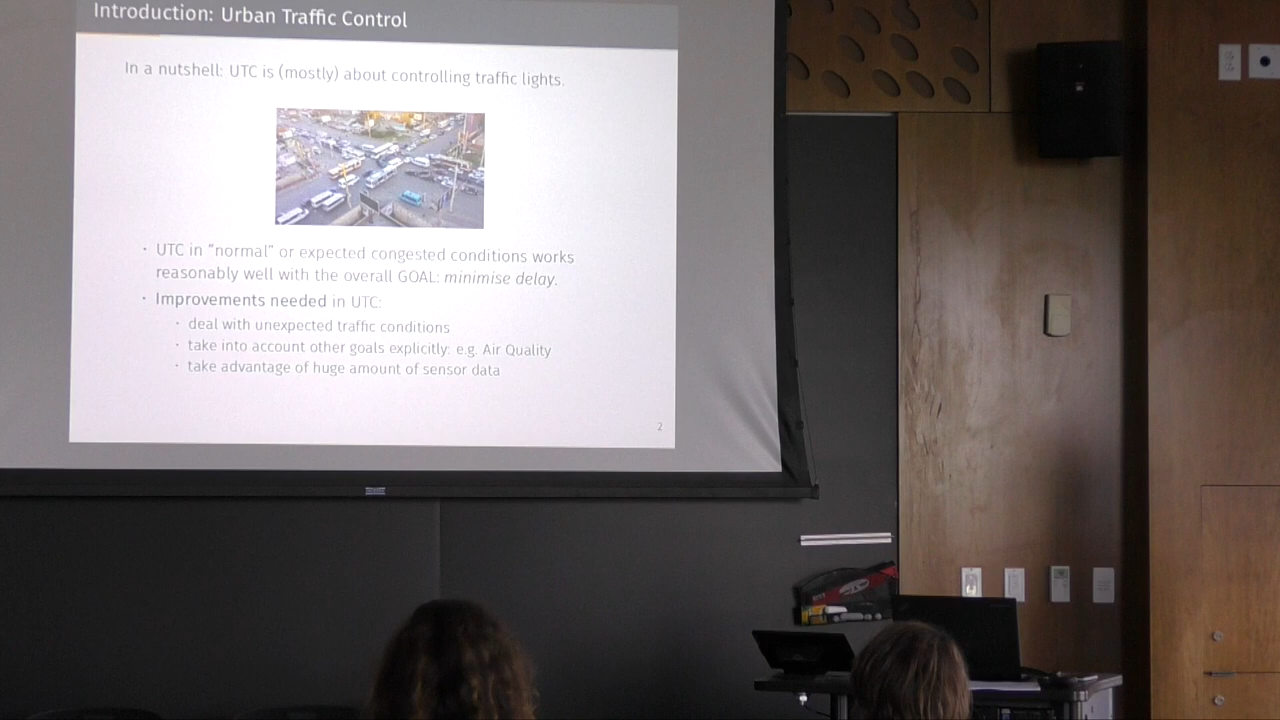 Introduction: Urban Traffic Control
In a nutshell: UTC is (mostly) about controlling traffic lights.
· UTC in "normal" or expected congested conditions works
reasonably well with the overall GOAL: minimise delay.
· Improvements needed in UTC:
· deal with unexpected traffic conditions
· take into account other goals explicitly: e.g. Air Quality
· take advantage of huge amount of sensor data
2